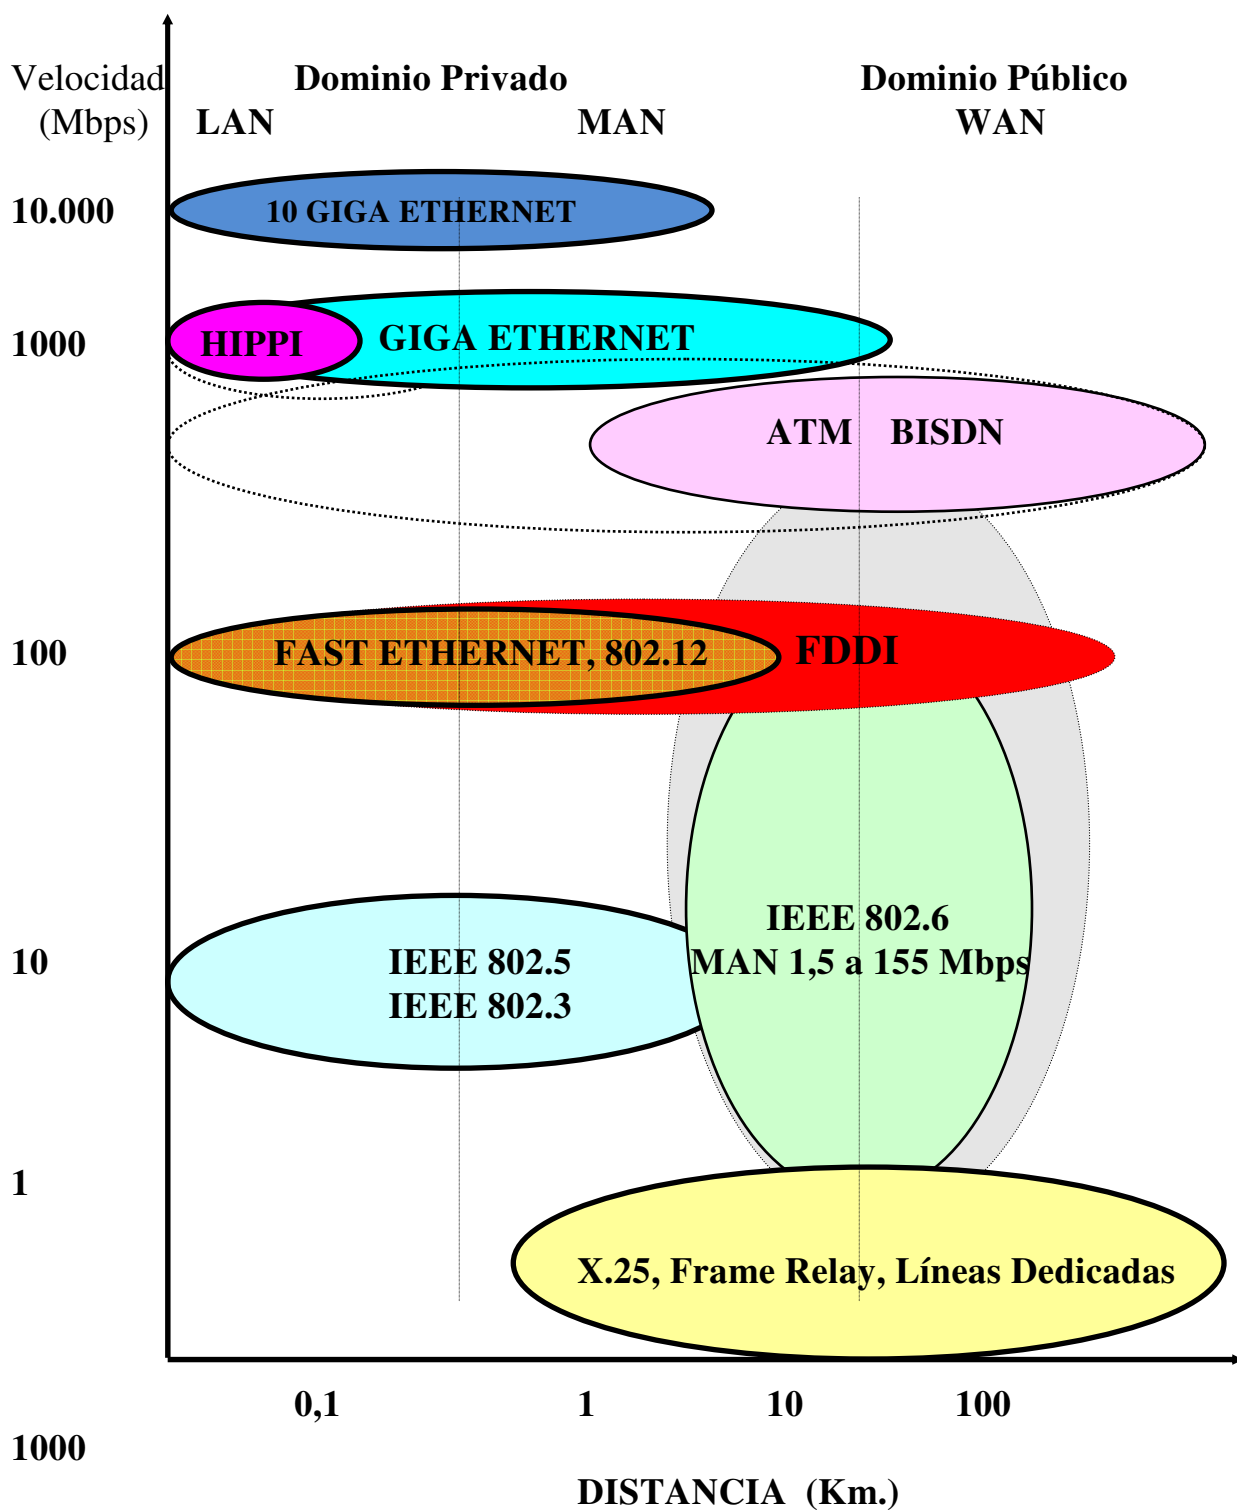 Velocidad Dominio Privado Dominio Público
(Mbps) LAN MAN WAN
10.000 10 GIGA ETHERNET
1000 HIPPI GIGA ETHERNET
ATM BISDN
100 FAST ETHERNET, 802.12 FDDI
IEEE 802.6
10 IEEE 802.5 MAN 1,5 a 155 Mbps
IEEE 802.3
1
X.25, Frame Relay, Líneas Dedicadas
0,1 1 10 100
1000
DISTANCIA (Km.)